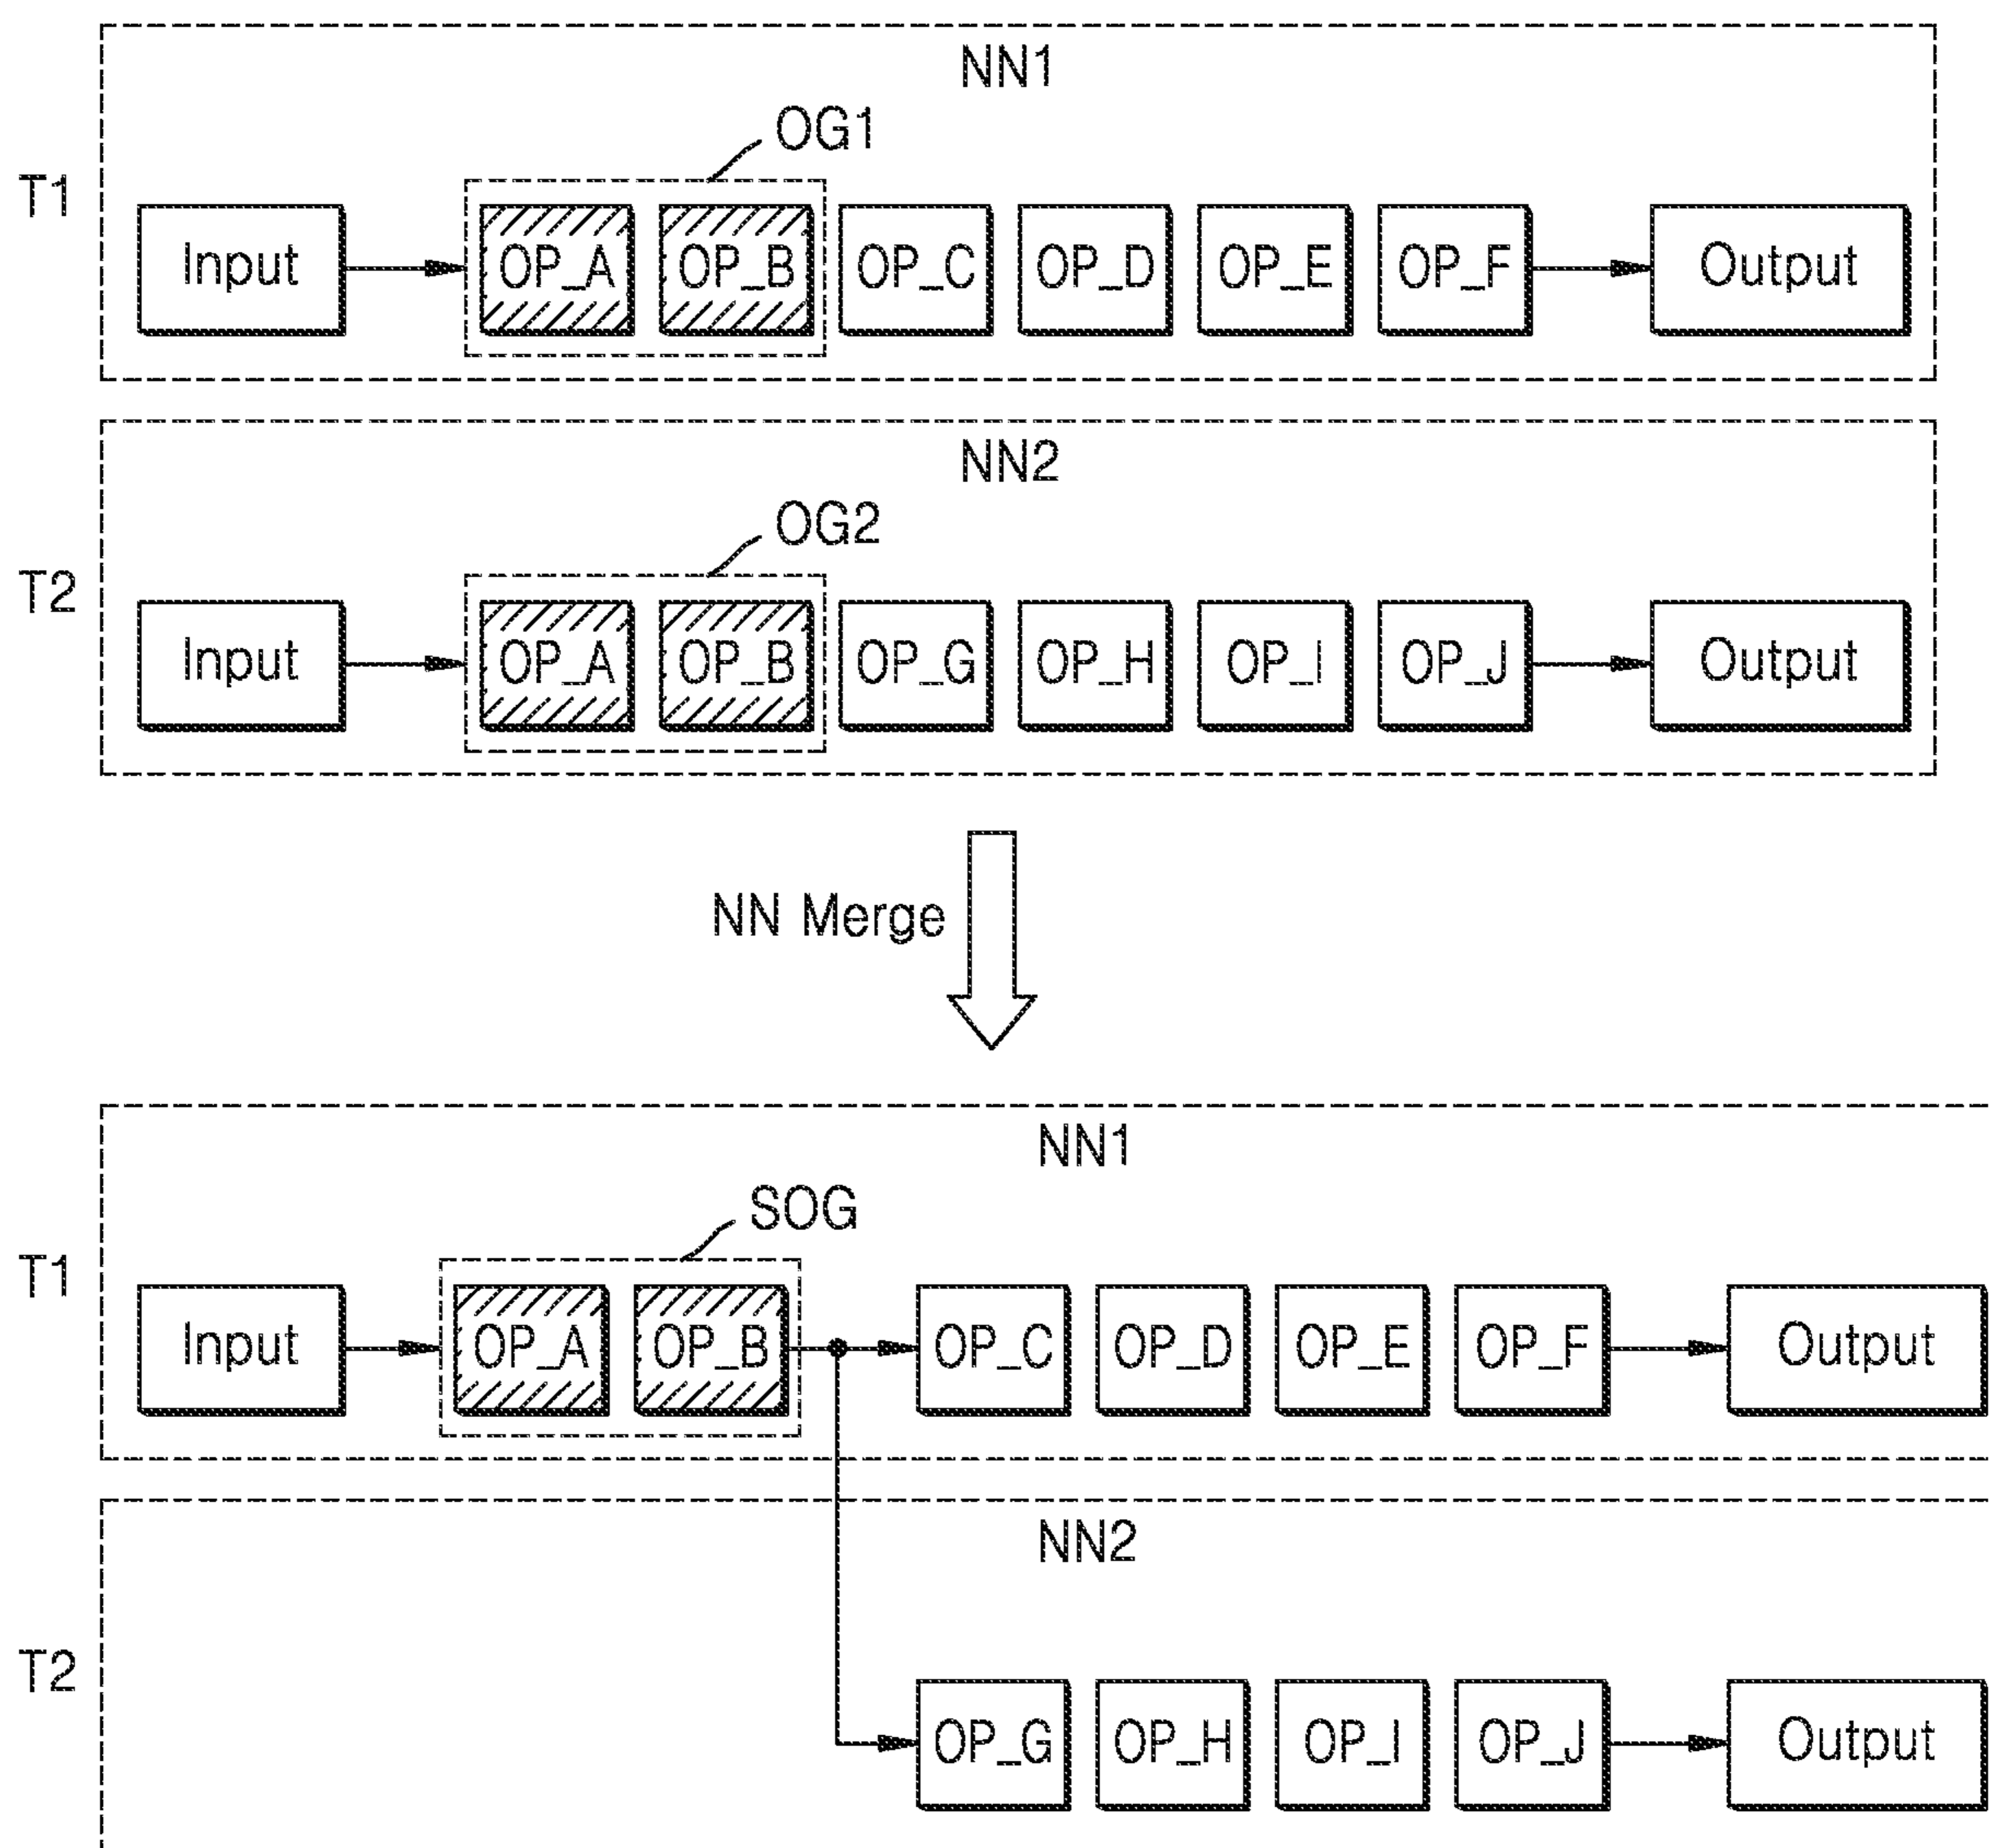 NN1
OG1
T1
Input OP_A OP_B OP_C OP_D OP_E OP_F Output
NN2
OG2
T2
Input OP_A OP_B OP_G OP_H OP_I OP_J Output
NN Merge
NN1
SOG
T1
Input OP_A OP_B OP_C OP_D OP_E OP_F Output
NN2
T2
OP_G OP_H OP_I OP_J Output